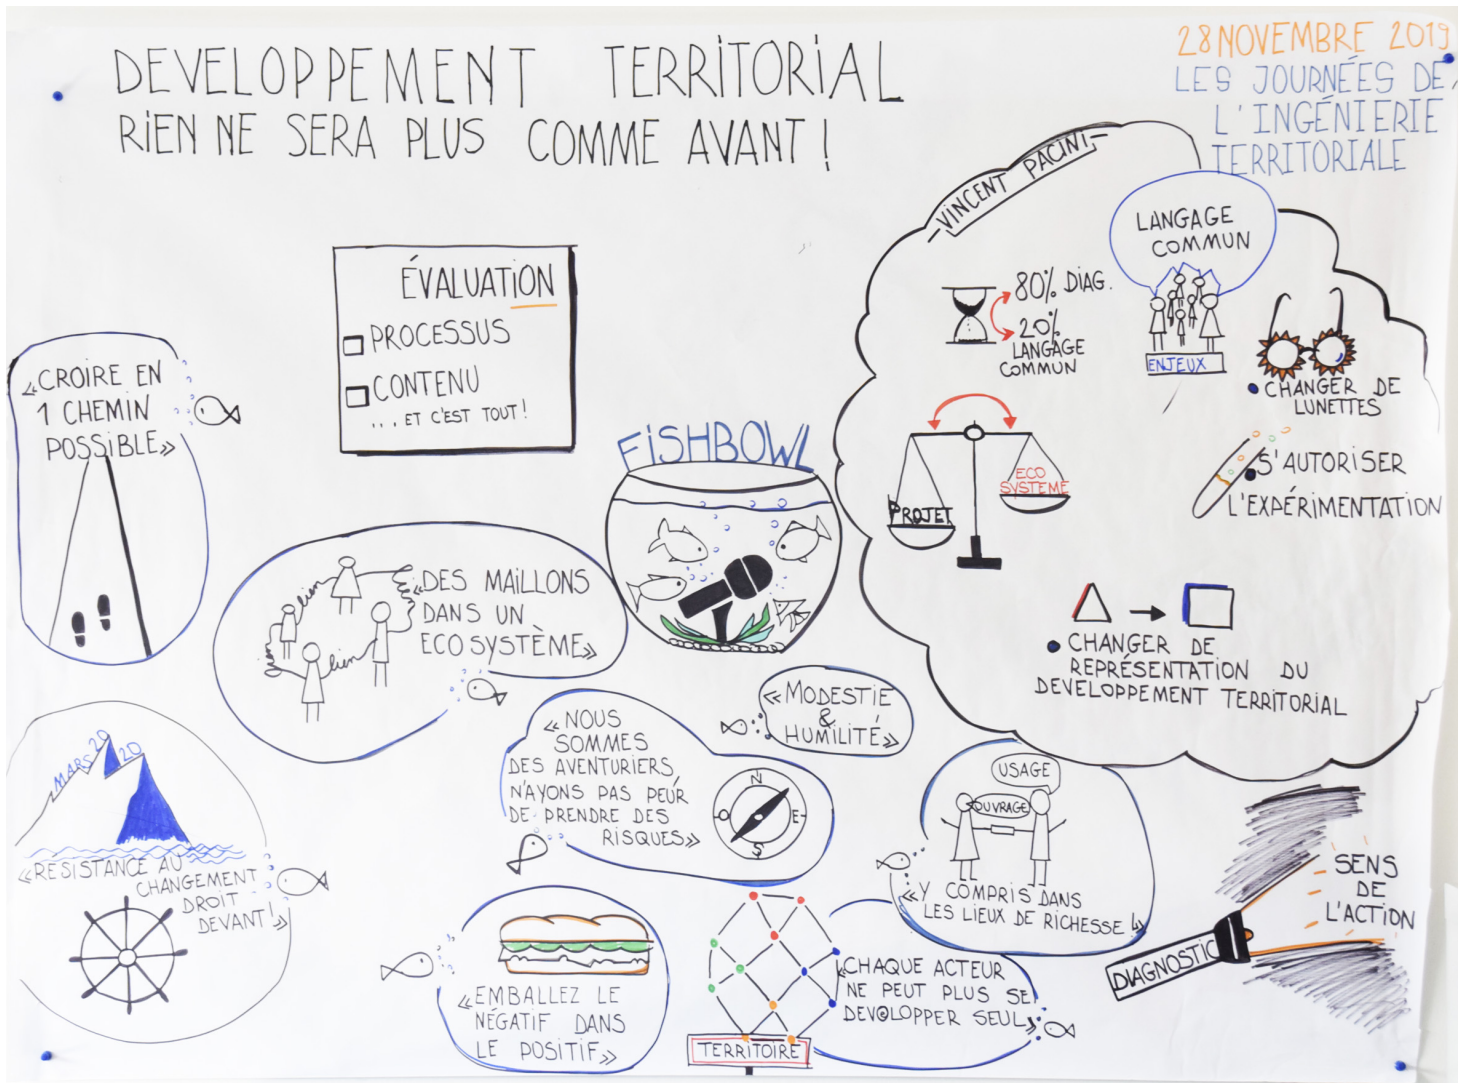 DEVELOPPEMENT TERRITORIAL
RIEN NE SERA PLUS COMME AVANT !
28 NOVEMBRE 2019
LES JOURNÉES DE
L'INGÉNIERIE
TERRITORIALE
VINCENT PACINI
LANGAGE
COMMUN
ENJEUX
80% DIAG.
20%
LANGAGE
COMMUN
CHANGER DE
LUNETTES
PROJET
ECO
SYSTEME
S'AUTORISER
L'EXPÉRIMENTATION
CHANGER DE
REPRÉSENTATION DU
DEVELOPPEMENT TERRITORIAL
ÉVALUATION
PROCESSUS
CONTENU
... ET C'EST TOUT !
«CROIRE EN
1 CHEMIN
POSSIBLE»
FISHBOWL
lien
lien
lien
«DES MAILLONS
DANS UN
ECO SYSTÈME»
«MODESTIE
&
HUMILITÉ»
«NOUS
SOMMES
DES AVENTURIERS,
N'AYONS PAS PEUR
DE PRENDRE DES
RISQUES»
N
O
E
S
USAGE
OUVRAGE
«Y COMPRIS DANS
LES LIEUX DE RICHESSE»
MARS 2020
«RÉSISTANCE AU
CHANGEMENT
DROIT
DEVANT!»
«EMBALLEZ LE
NÉGATIF DANS
LE POSITIF»
TERRITOIRE
«CHAQUE ACTEUR
NE PEUT PLUS SE
DEVELOPPER SEUL»
DIAGNOSTIC
SENS
DE
L'ACTION